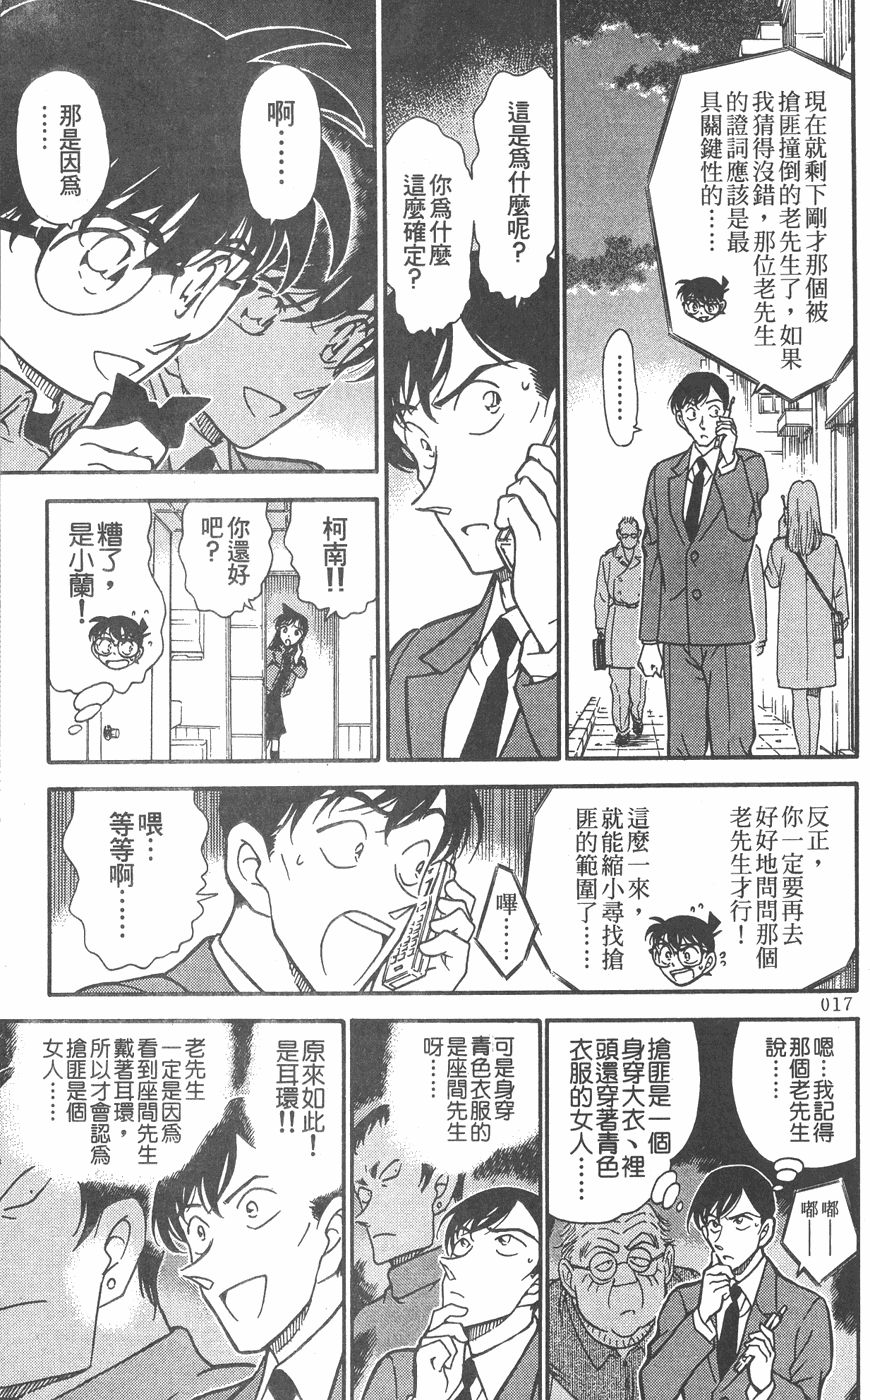 現在就剩下剛才那個被
搶匪撞倒的老先生了，如果
我猜得沒錯，那位老先生
的證詞應該是最
具關鍵性的……
……
這是為什麼呢？
你為什麼
這麼確定？
啊……
那是因為
……
柯南!!
你還好
吧？
糟了，
是小蘭！
反正，
你一定要再去
好好地問問那個
老先生才行！
這麼一來，
就能縮小尋找搶
匪的範圍了……
嗶……
喂…
等等啊……
017
嗯…我記得
那個老先生
說……
嘟嘟
搶匪是一個
身穿大衣、裡
頭還穿著青色
衣服的女人……
可是身穿
青色衣服的
是座間先生
呀……
原來如此！
是耳環!!
老先生
一定是因為
看到座間先生
戴著耳環，
所以才會認為
搶匪是個
女人……